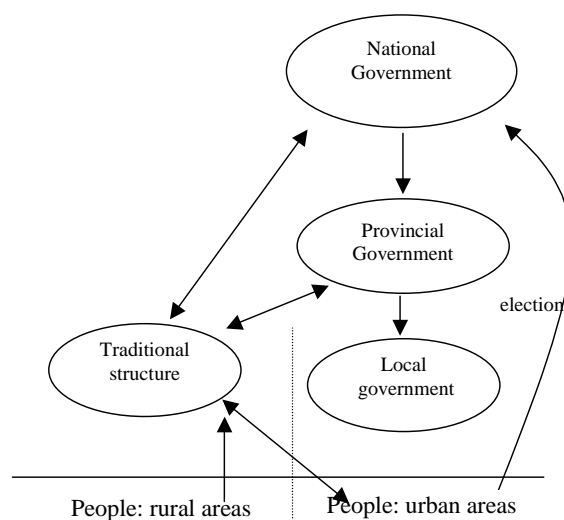 National
Government
Provincial
Government
election
Traditional
structure
Local
government
People: rural areas
People: urban areas